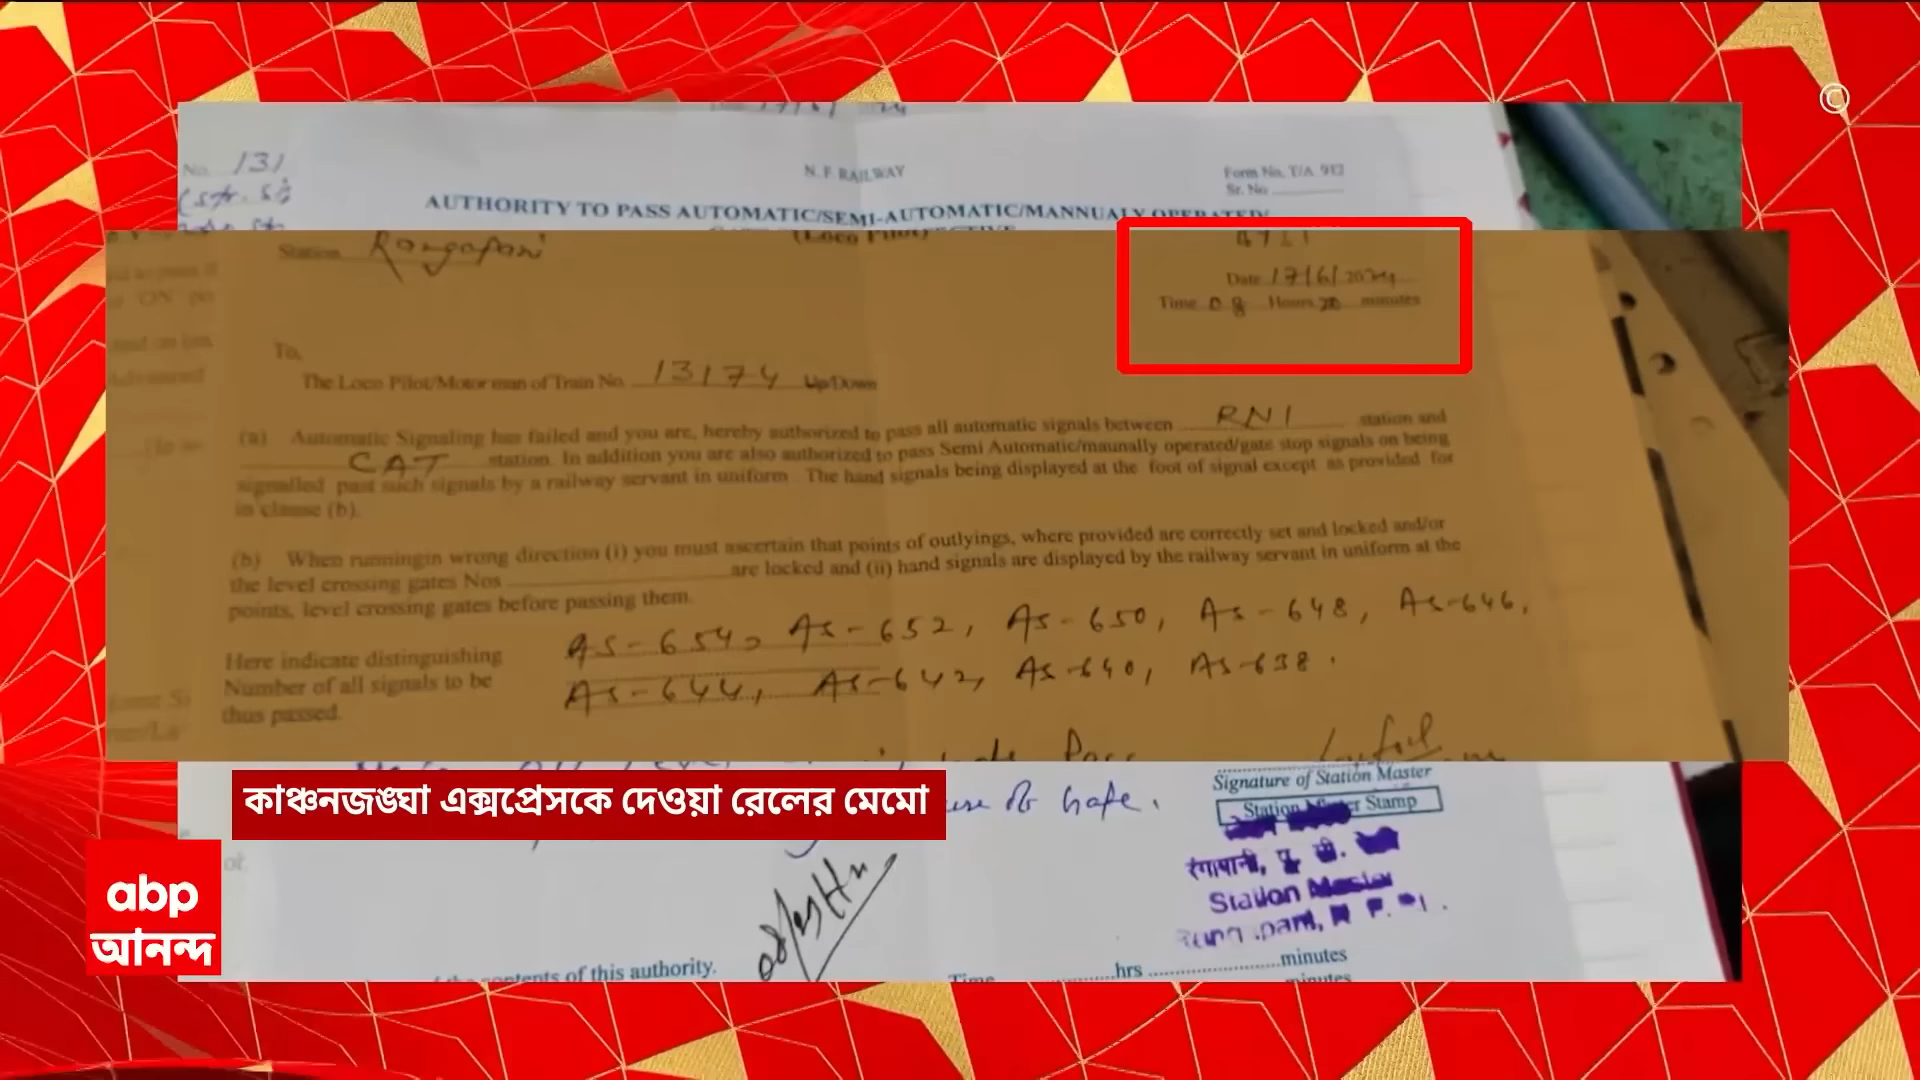 ©
No. 131
N. F. RAILWAY
Form No. T/A 912
Sr. No
AUTHORITY TO PASS AUTOMATIC/SEMI-AUTOMATIC/MANNUALY OPERATED/
(Loco Pilot)
Station Rangapani
Date 17/6/2024
Time 08 Hours 20 minutes
To,
The Loco Pilot/Motor man of Train No. 13174 Up/Down
(a) Automatic Signaling has failed and you are, hereby authorized to pass all automatic signals between RNI station and
CAT station. In addition you are also authorized to pass Semi Automatic/maunally operated/gate stop signals on being
signalled past such signals by a railway servant in uniform. The hand signals being displayed at the foot of signal except as provided for
in clause (b).
(b) When runningin wrong direction (i) you must ascertain that points of outlyings, where provided are correctly set and locked and/or
the level crossing gates Nos are locked and (ii) hand signals are displayed by the railway servant in uniform at the
points, level crossing gates before passing them.
Here indicate distinguishing
Number of all signals to be
thus passed.
AS-654, AS-652, AS-650, AS-648, AS-646,
AS-644, AS-642, AS-640, AS-638.
Pass
Signature of Station Master
Station Master Stamp
কাঞ্চনজঙ্ঘা এক্সপ্রেসকে দেওয়া রেলের মেমো
रंगापानी, पू. सी.
Station Master
abp
আনন্দ
contents of this authority.
Time hrs minutes
minutes